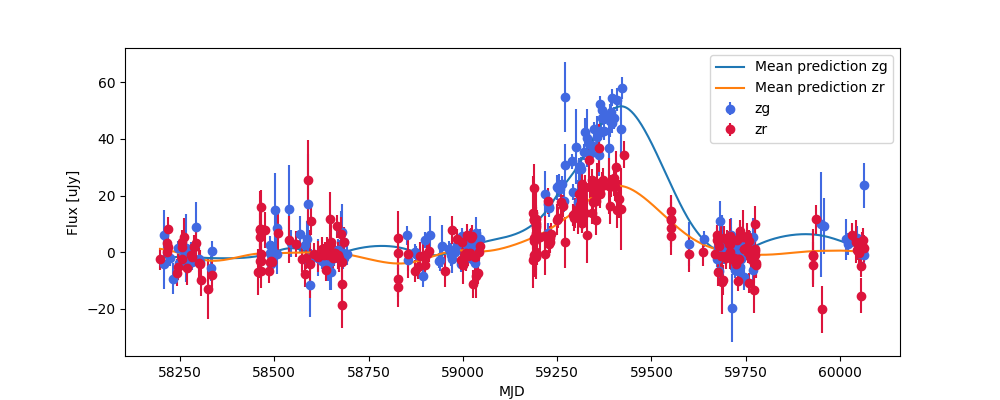 Mean prediction zg
Mean prediction zr
zg
zr
Flux [uJy]
60
40
20
0
−20
58250 58500 58750 59000 59250 59500 59750 60000
MJD